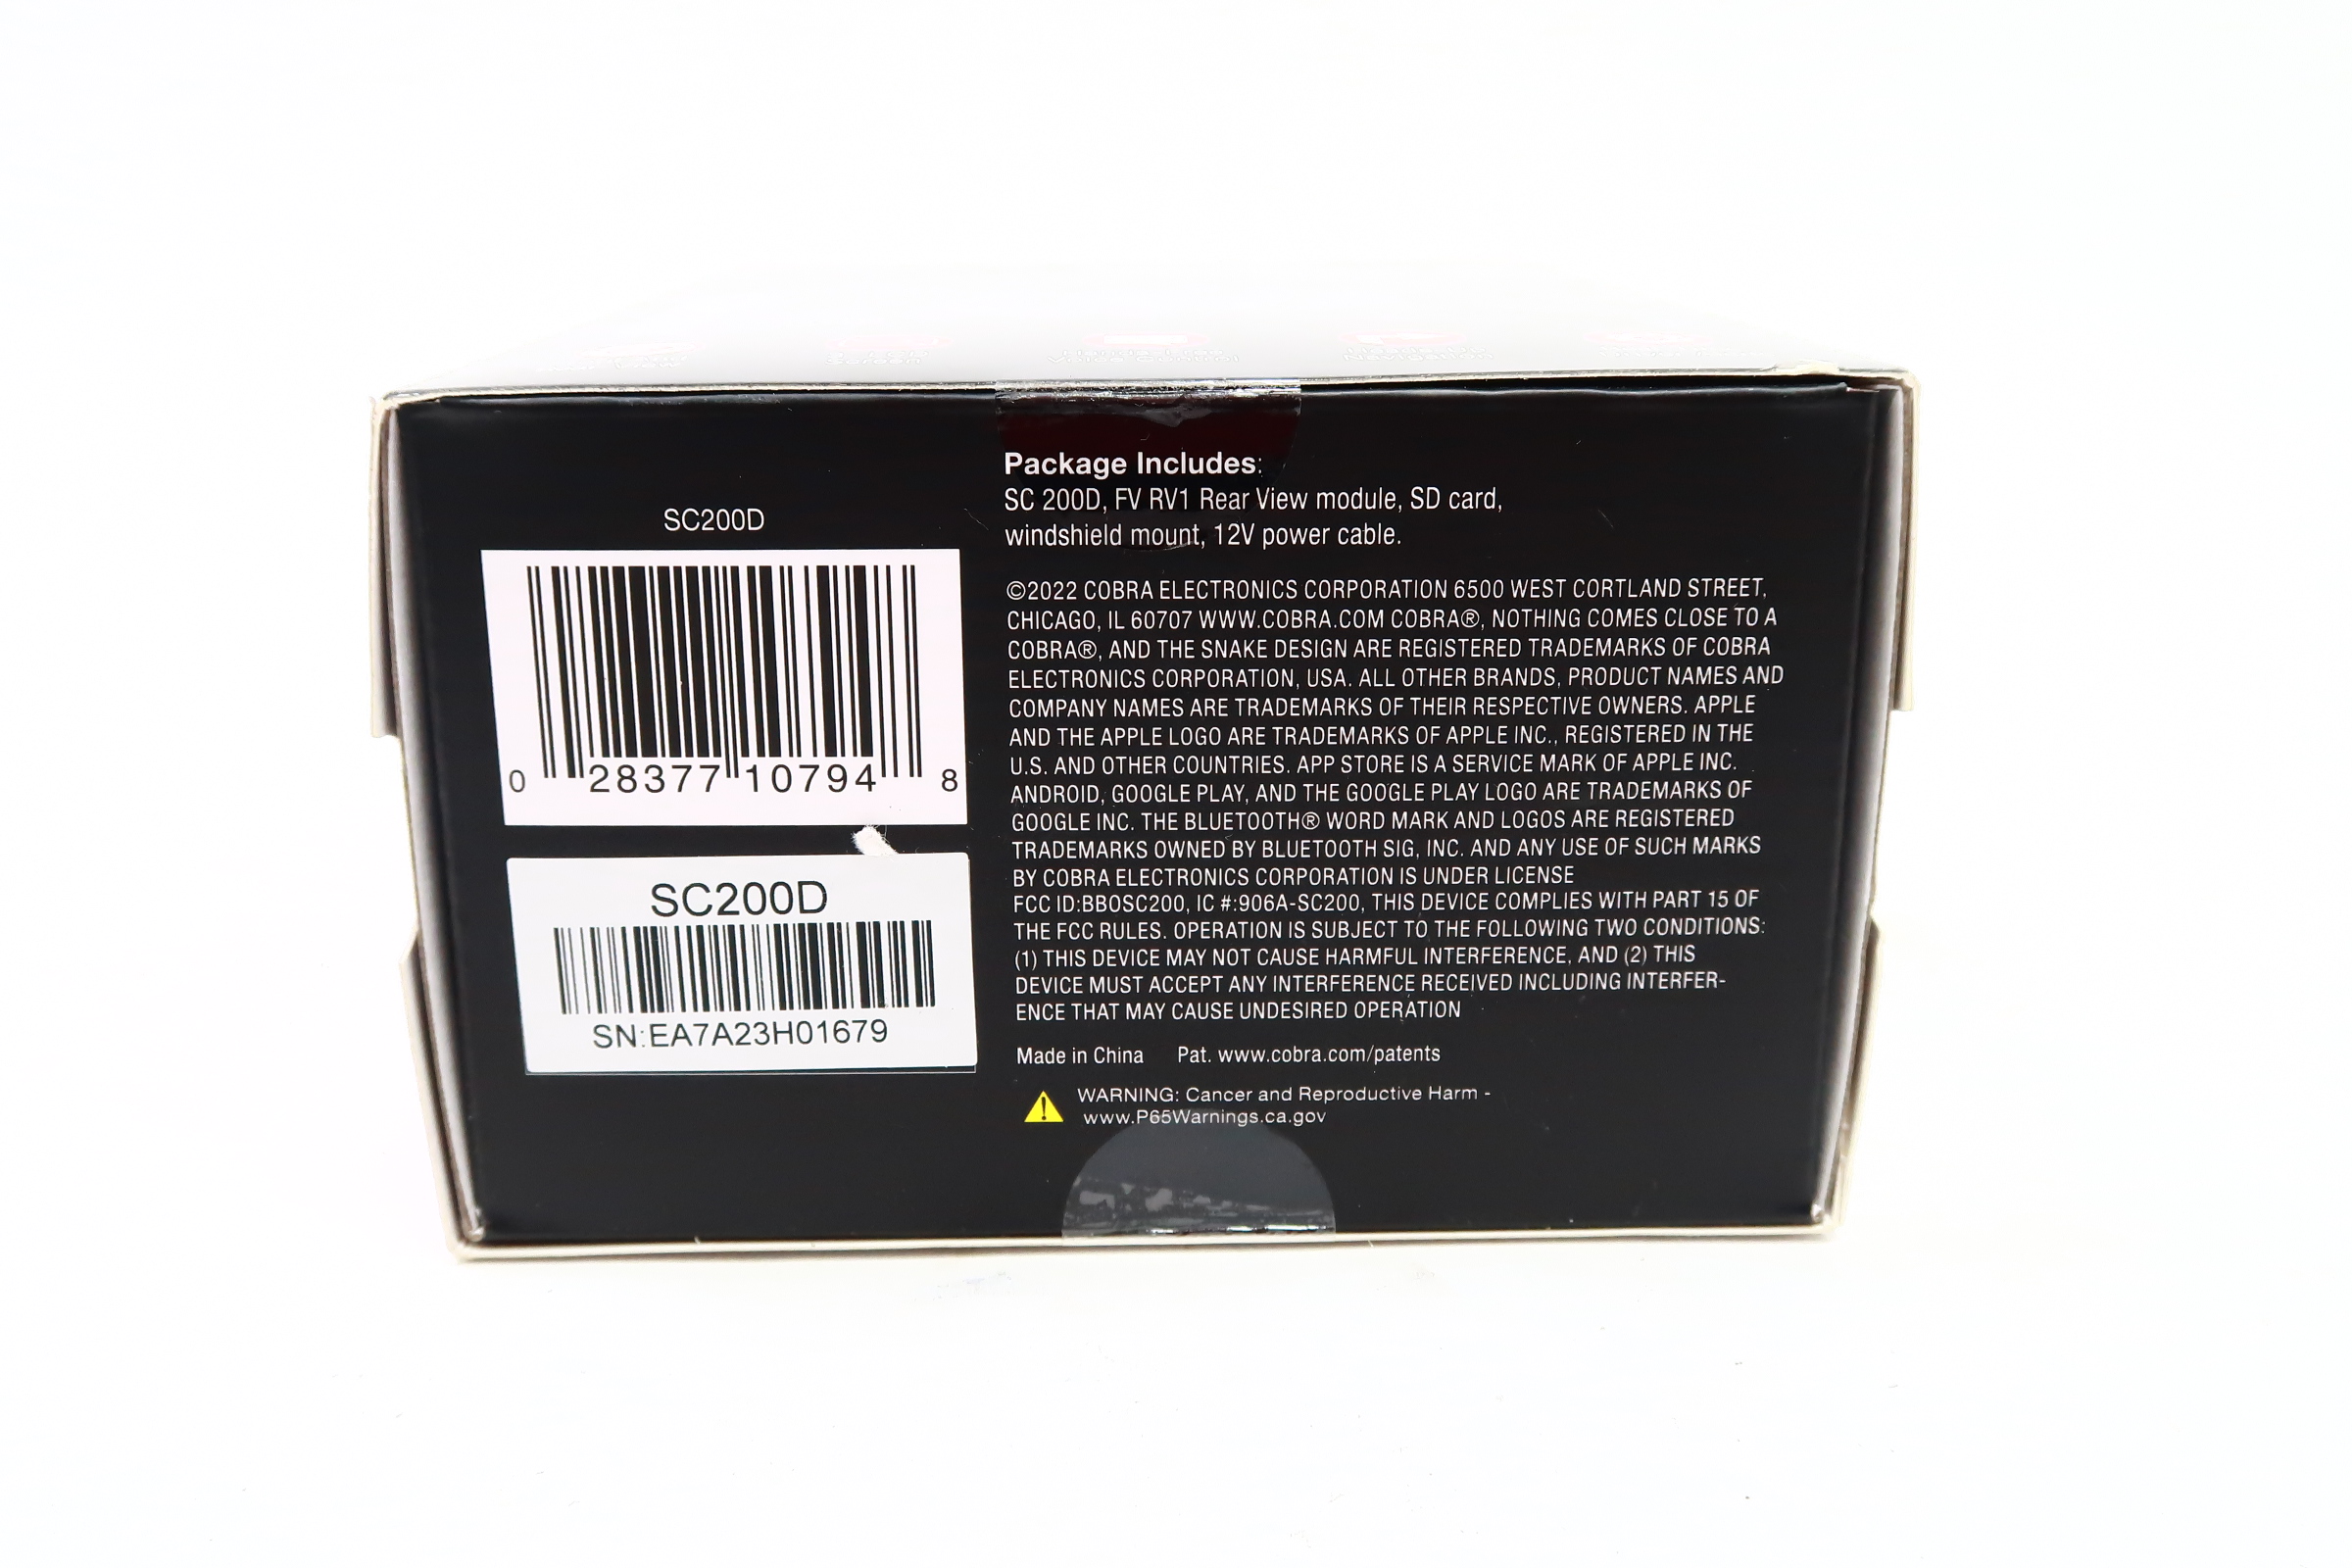 SC200D
0 28377 10794 8
SC200D
SN:EA7A23H01679
Package Includes:
SC 200D, FV RV1 Rear View module, SD card,
windshield mount, 12V power cable.
©2022 COBRA ELECTRONICS CORPORATION 6500 WEST CORTLAND STREET,
CHICAGO, IL 60707 WWW.COBRA.COM COBRA®, NOTHING COMES CLOSE TO A
COBRA®, AND THE SNAKE DESIGN ARE REGISTERED TRADEMARKS OF COBRA
ELECTRONICS CORPORATION, USA. ALL OTHER BRANDS, PRODUCT NAMES AND
COMPANY NAMES ARE TRADEMARKS OF THEIR RESPECTIVE OWNERS. APPLE
AND THE APPLE LOGO ARE TRADEMARKS OF APPLE INC., REGISTERED IN THE
U.S. AND OTHER COUNTRIES. APP STORE IS A SERVICE MARK OF APPLE INC.
ANDROID, GOOGLE PLAY, AND THE GOOGLE PLAY LOGO ARE TRADEMARKS OF
GOOGLE INC. THE BLUETOOTH® WORD MARK AND LOGOS ARE REGISTERED
TRADEMARKS OWNED BY BLUETOOTH SIG, INC. AND ANY USE OF SUCH MARKS
BY COBRA ELECTRONICS CORPORATION IS UNDER LICENSE
FCC ID:BBOSC200, IC #:906A-SC200, THIS DEVICE COMPLIES WITH PART 15 OF
THE FCC RULES. OPERATION IS SUBJECT TO THE FOLLOWING TWO CONDITIONS:
(1) THIS DEVICE MAY NOT CAUSE HARMFUL INTERFERENCE, AND (2) THIS
DEVICE MUST ACCEPT ANY INTERFERENCE RECEIVED INCLUDING INTERFER-
ENCE THAT MAY CAUSE UNDESIRED OPERATION
Made in China Pat. www.cobra.com/patents
WARNING: Cancer and Reproductive Harm -
www.P65Warnings.ca.gov